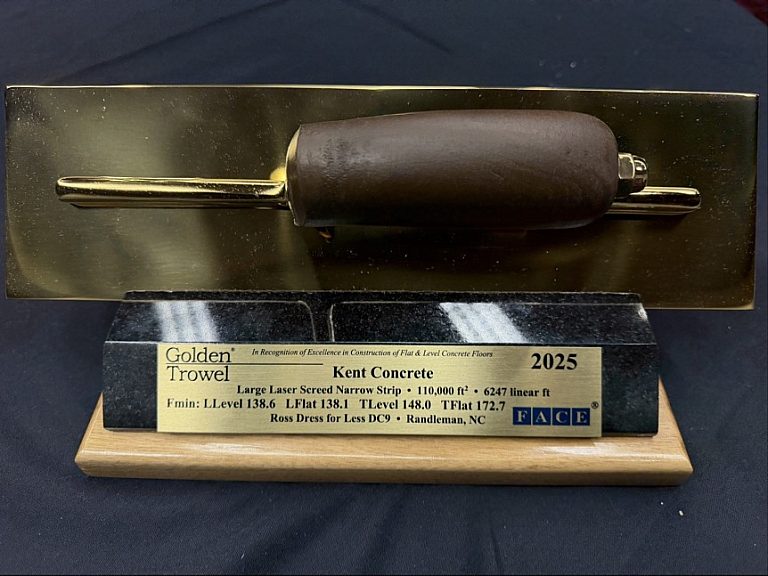 Golden® In Recognition of Excellence in Construction of Flat & Level Concrete Floors 2025
Trowel Kent Concrete
Large Laser Screed Narrow Strip • 110,000 ft² • 6247 linear ft
Fmin: LLevel 138.6 LFlat 138.1 TLevel 148.0 TFlat 172.7 FACE®
Ross Dress for Less DC9 • Randleman, NC